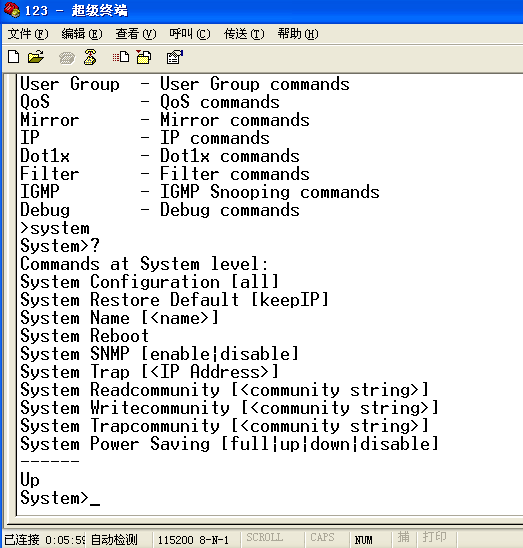 123 - 超级终端
文件(F) 编辑(E) 查看(V) 呼叫(C) 传送(T) 帮助(H)
User Group - User Group commands
QoS - QoS commands
Mirror - Mirror commands
IP - IP commands
Dot1x - Dot1x commands
Filter - Filter commands
IGMP - IGMP Snooping commands
Debug - Debug commands
>system
System>?
Commands at System level:
System Configuration [all]
System Restore Default [keepIP]
System Name [<name>]
System Reboot
System SNMP [enable|disable]
System Trap [<IP Address>]
System Readcommunity [<community string>]
System Writecommunity [<community string>]
System Trapcommunity [<community string>]
System Power Saving [full|up|down|disable]
------
Up
System>_
已连接 0:05:59 自动检测 115200 8-N-1 SCROLL CAPS NUM 捕 打印